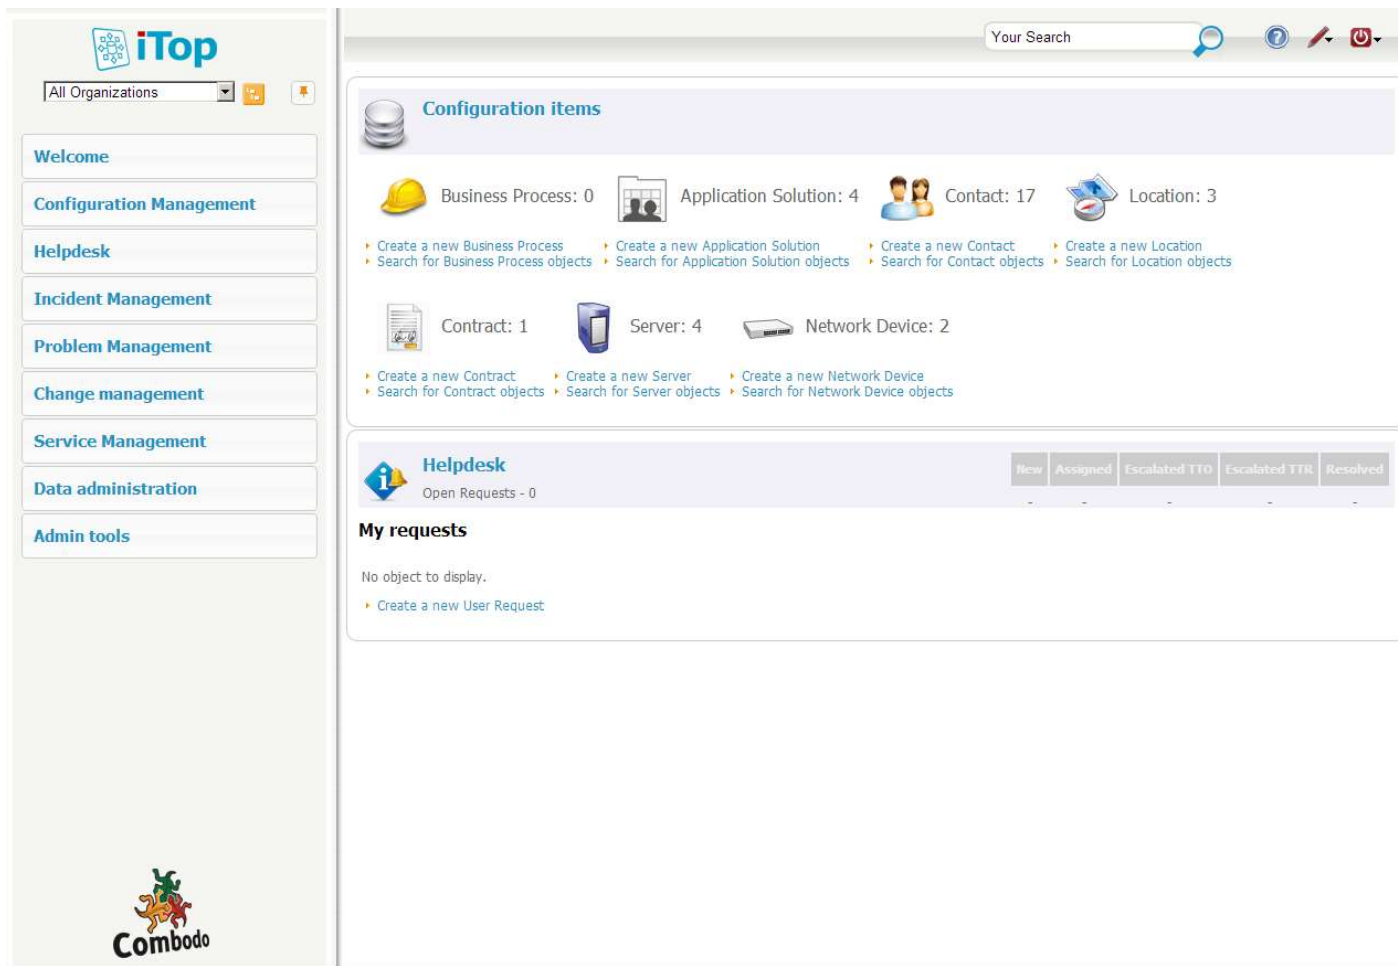 iTop
All Organizations
Welcome
Configuration Management
Helpdesk
Incident Management
Problem Management
Change management
Service Management
Data administration
Admin tools
Combodo
Your Search
Configuration items
Business Process: 0 Application Solution: 4 Contact: 17 Location: 3
Create a new Business Process Create a new Application Solution Create a new Contact Create a new Location
Search for Business Process objects Search for Application Solution objects Search for Contact objects Search for Location objects
Contract: 1 Server: 4 Network Device: 2
Create a new Contract Create a new Server Create a new Network Device
Search for Contract objects Search for Server objects Search for Network Device objects
Helpdesk
New Assigned Escalated TTO Escalated TTR Resolved
Open Requests - 0
- - - - -
My requests
No object to display.
Create a new User Request